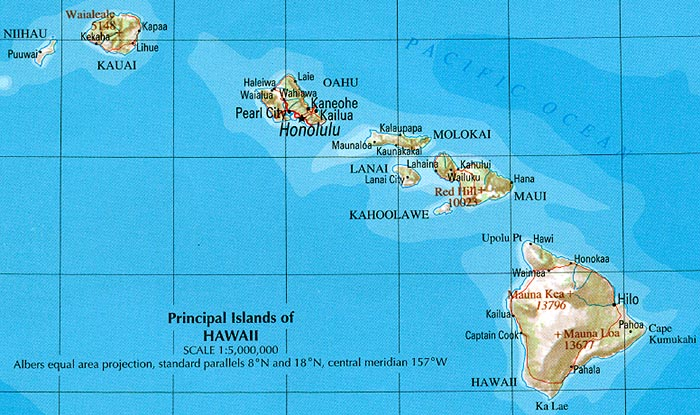 Waialeale
5148
Kapaa
NIIHAU
Kekaha
Lihue
Puuwai
KAUAI
Laie
OAHU
Haleiwa
Wahiawa
Waialua
Kaneohe
Pearl City
Kailua
Honolulu
PACIFIC OCEAN
Kalaupapa
MOLOKAI
Maunaloa
Kaunakakai
LANAI
Lahaina
Kahului
Lanai City
Wailuku
Hana
Red Hill
10023
MAUI
KAHOOLAWE
Upolu Pt
Hawi
Honokaa
Waimea
Mauna Kea
13796
Hilo
Kailua
Captain Cook
Mauna Loa
13677
Pahoa
Cape
Kumukahi
Pahala
HAWAII
Ka Lae
Principal Islands of
HAWAII
SCALE 1:5,000,000
Albers equal area projection, standard parallels 8°N and 18°N, central meridian 157°W